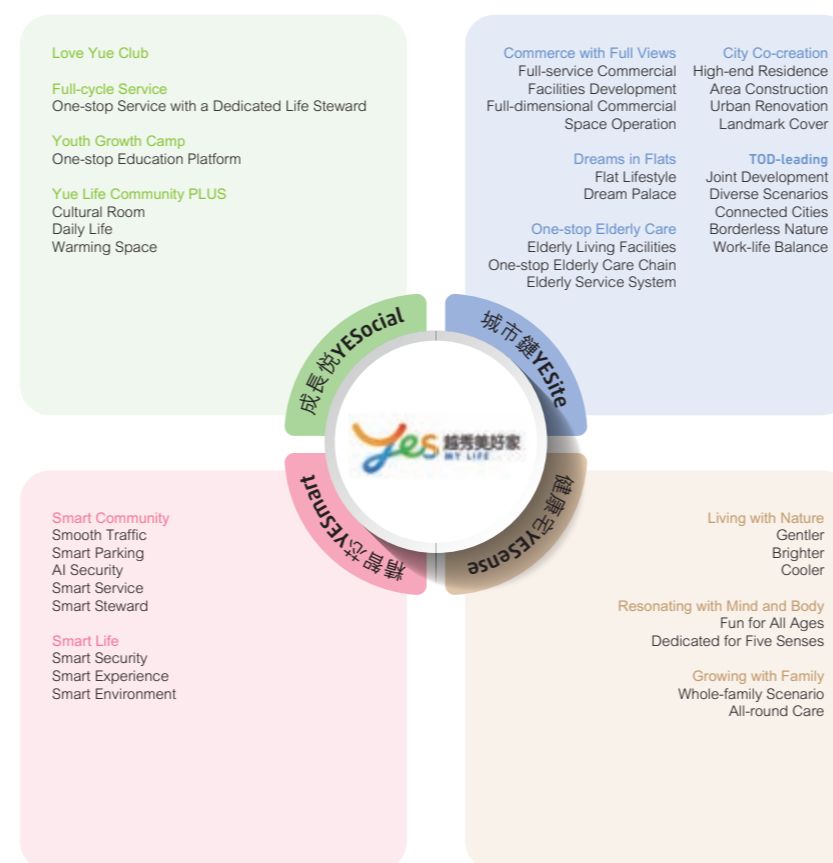 Love Yue Club
Full-cycle Service
One-stop Service with a Dedicated Life Steward
Youth Growth Camp
One-stop Education Platform
Yue Life Community PLUS
Cultural Room
Daily Life
Warming Space
Commerce with Full Views
Full-service Commercial
Facilities Development
Full-dimensional Commercial
Space Operation
Dreams in Flats
Flat Lifestyle
Dream Palace
One-stop Elderly Care
Elderly Living Facilities
One-stop Elderly Care Chain
Elderly Service System
City Co-creation
High-end Residence
Area Construction
Urban Renovation
Landmark Cover
TOD-leading
Joint Development
Diverse Scenarios
Connected Cities
Borderless Nature
Work-life Balance
成長悅YESocial
城市鏈YESite
yes 越秀美好家
MY LIFE
精智芯YESmart
健康宅YESense
Smart Community
Smooth Traffic
Smart Parking
AI Security
Smart Service
Smart Steward
Smart Life
Smart Security
Smart Experience
Smart Environment
Living with Nature
Gentler
Brighter
Cooler
Resonating with Mind and Body
Fun for All Ages
Dedicated for Five Senses
Growing with Family
Whole-family Scenario
All-round Care